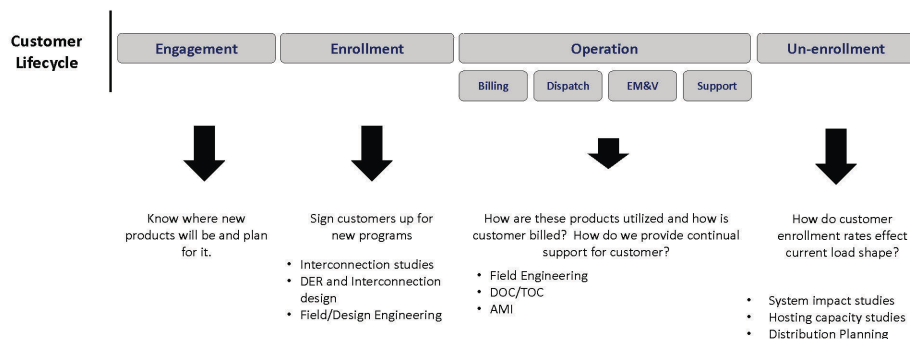 Customer
Lifecycle
Engagement
Enrollment
Operation
Un-enrollment
Billing
Dispatch
EM&V
Support
Know where new
products will be and plan
for it.
Sign customers up for
new programs
• Interconnection studies
• DER and Interconnection
design
• Field/Design Engineering
How are these products utilized and how is
customer billed? How do we provide continual
support for customer?
• Field Engineering
• DOC/TOC
• AMI
How do customer
enrollment rates effect
current load shape?
• System impact studies
• Hosting capacity studies
• Distribution Planning